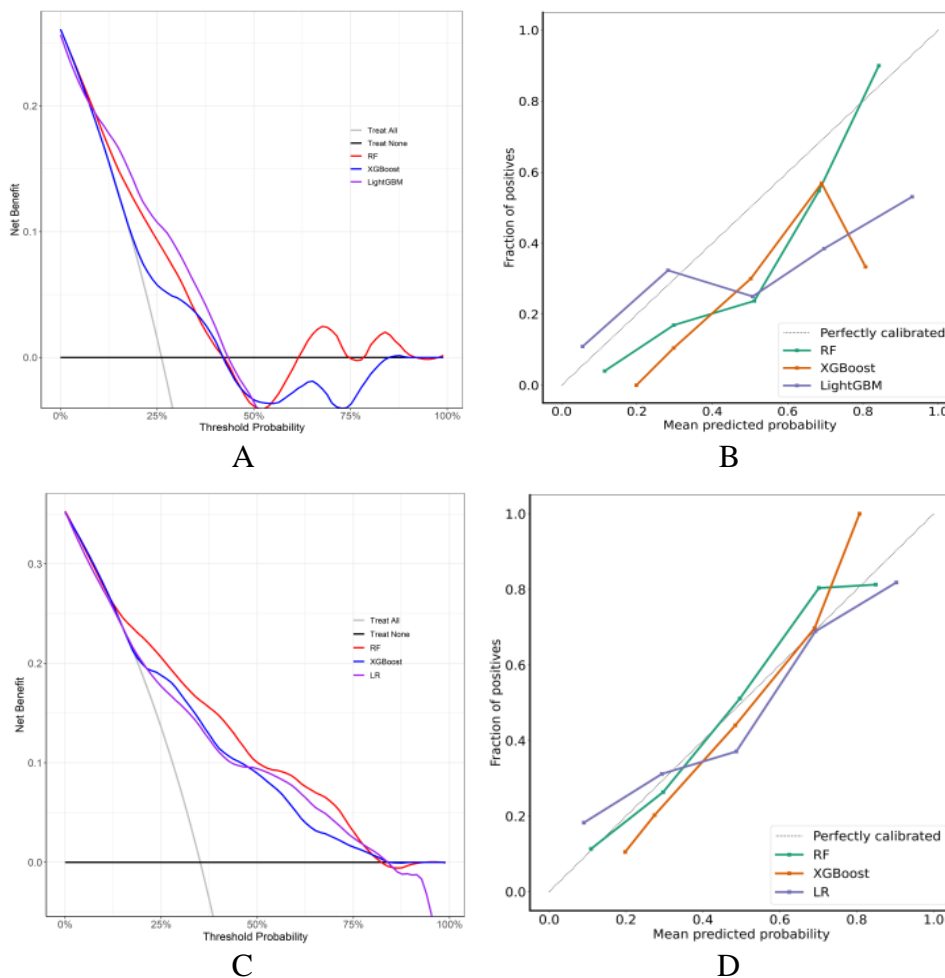 Net Benefit
0.2
0.1
0.0
Treat All
Treat None
RF
XGBoost
LightGBM
0%
25%
50%
75%
100%
Threshold Probability
A
Fraction of positives
1.0
0.8
0.6
0.4
0.2
0.0
Perfectly calibrated
RF
XGBoost
LightGBM
0.0
0.2
0.4
0.6
0.8
1.0
Mean predicted probability
B
Net Benefit
0.3
0.2
0.1
0.0
Treat All
Treat None
RF
XGBoost
LR
0%
25%
50%
75%
100%
Threshold Probability
C
Fraction of positives
1.0
0.8
0.6
0.4
0.2
0.0
Perfectly calibrated
RF
XGBoost
LR
0.0
0.2
0.4
0.6
0.8
1.0
Mean predicted probability
D